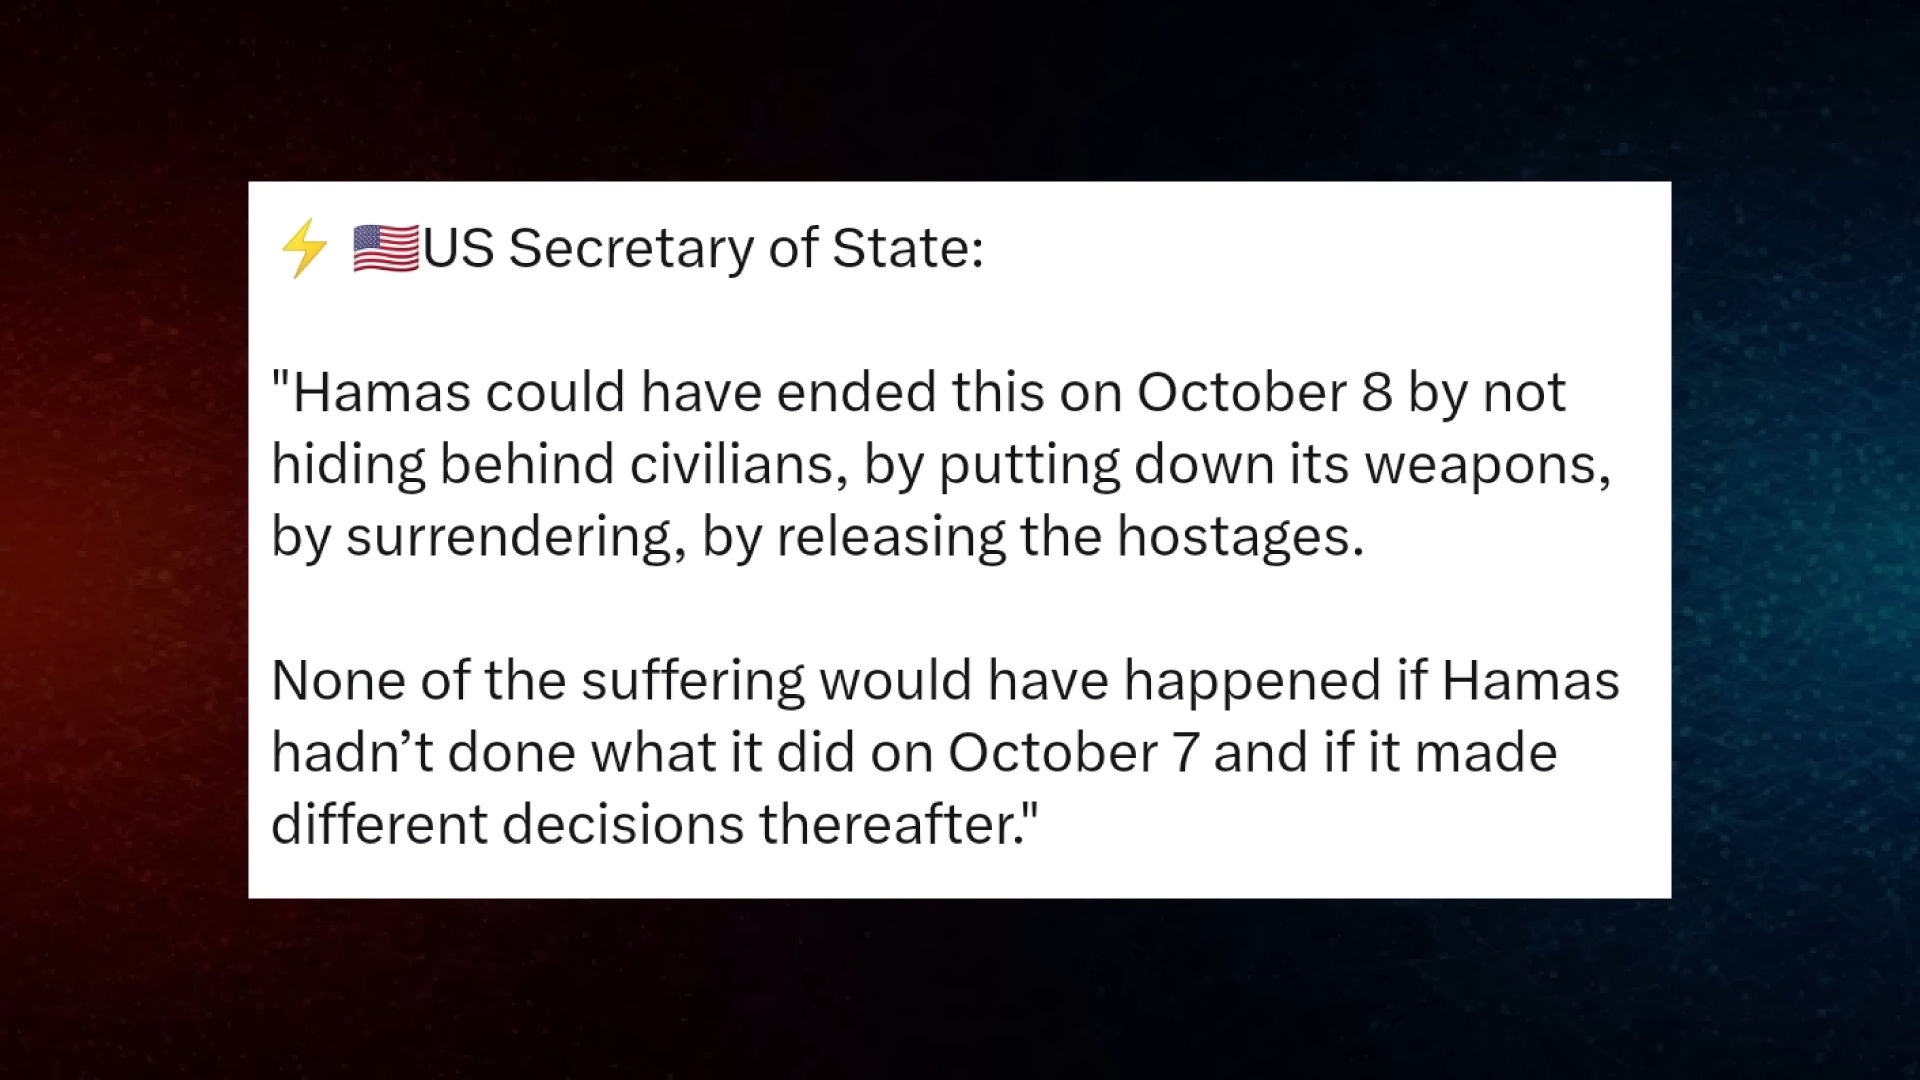 ⚡ 🇺🇸US Secretary of State:
"Hamas could have ended this on October 8 by not
hiding behind civilians, by putting down its weapons,
by surrendering, by releasing the hostages.
None of the suffering would have happened if Hamas
hadn’t done what it did on October 7 and if it made
different decisions thereafter."